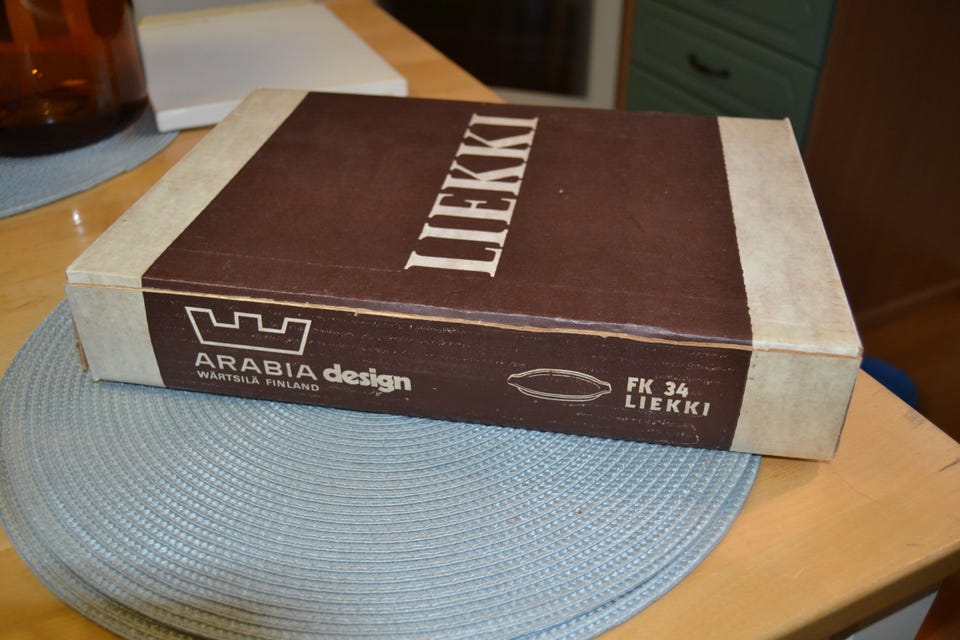 LIEKKI
ARABIA design
WÄRTSILÄ FINLAND
FK 34
LIEKKI